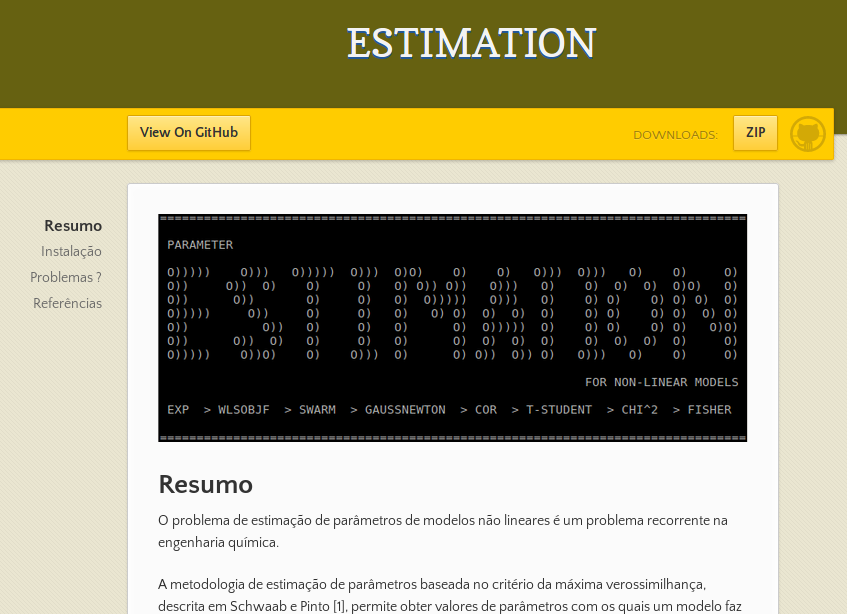 ESTIMATION
View On GitHub
DOWNLOADS:
ZIP
Resumo
Instalação
Problemas ?
Referências
PARAMETER
ESTIMATION
FOR NON-LINEAR MODELS
EXP > WLSOBJF > SWARM > GAUSSNEWTON > COR > T-STUDENT > CHI^2 > FISHER
Resumo
O problema de estimação de parâmetros de modelos não lineares é um problema recorrente na
engenharia química.
A metodologia de estimação de parâmetros baseada no critério da máxima verossimilhança,
descrita em Schwaab e Pinto [1], permite obter valores de parâmetros com os quais um modelo faz